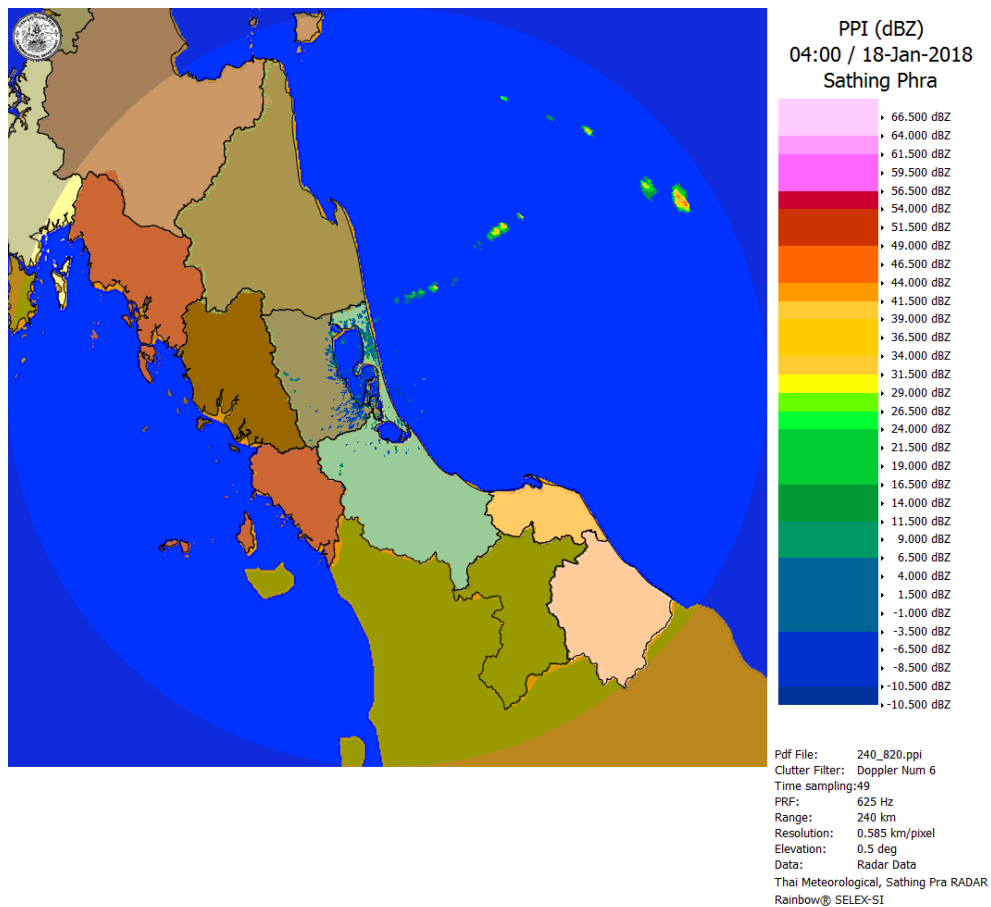 PPI (dBZ)
04:00 / 18-Jan-2018
Sathing Phra
66.500 dBZ
64.000 dBZ
61.500 dBZ
59.500 dBZ
56.500 dBZ
54.000 dBZ
51.500 dBZ
49.000 dBZ
46.500 dBZ
44.000 dBZ
41.500 dBZ
39.000 dBZ
36.500 dBZ
34.000 dBZ
31.500 dBZ
29.000 dBZ
26.500 dBZ
24.000 dBZ
21.500 dBZ
19.000 dBZ
16.500 dBZ
14.000 dBZ
11.500 dBZ
9.000 dBZ
6.500 dBZ
4.000 dBZ
1.500 dBZ
-1.000 dBZ
-3.500 dBZ
-6.500 dBZ
-8.500 dBZ
-10.500 dBZ
-10.500 dBZ
Pdf File: 240_820.ppi
Clutter Filter: Doppler Num 6
Time sampling:49
PRF: 625 Hz
Range: 240 km
Resolution: 0.585 km/pixel
Elevation: 0.5 deg
Data: Radar Data
Thai Meteorological, Sathing Pra RADAR
Rainbow® SELEX-SI